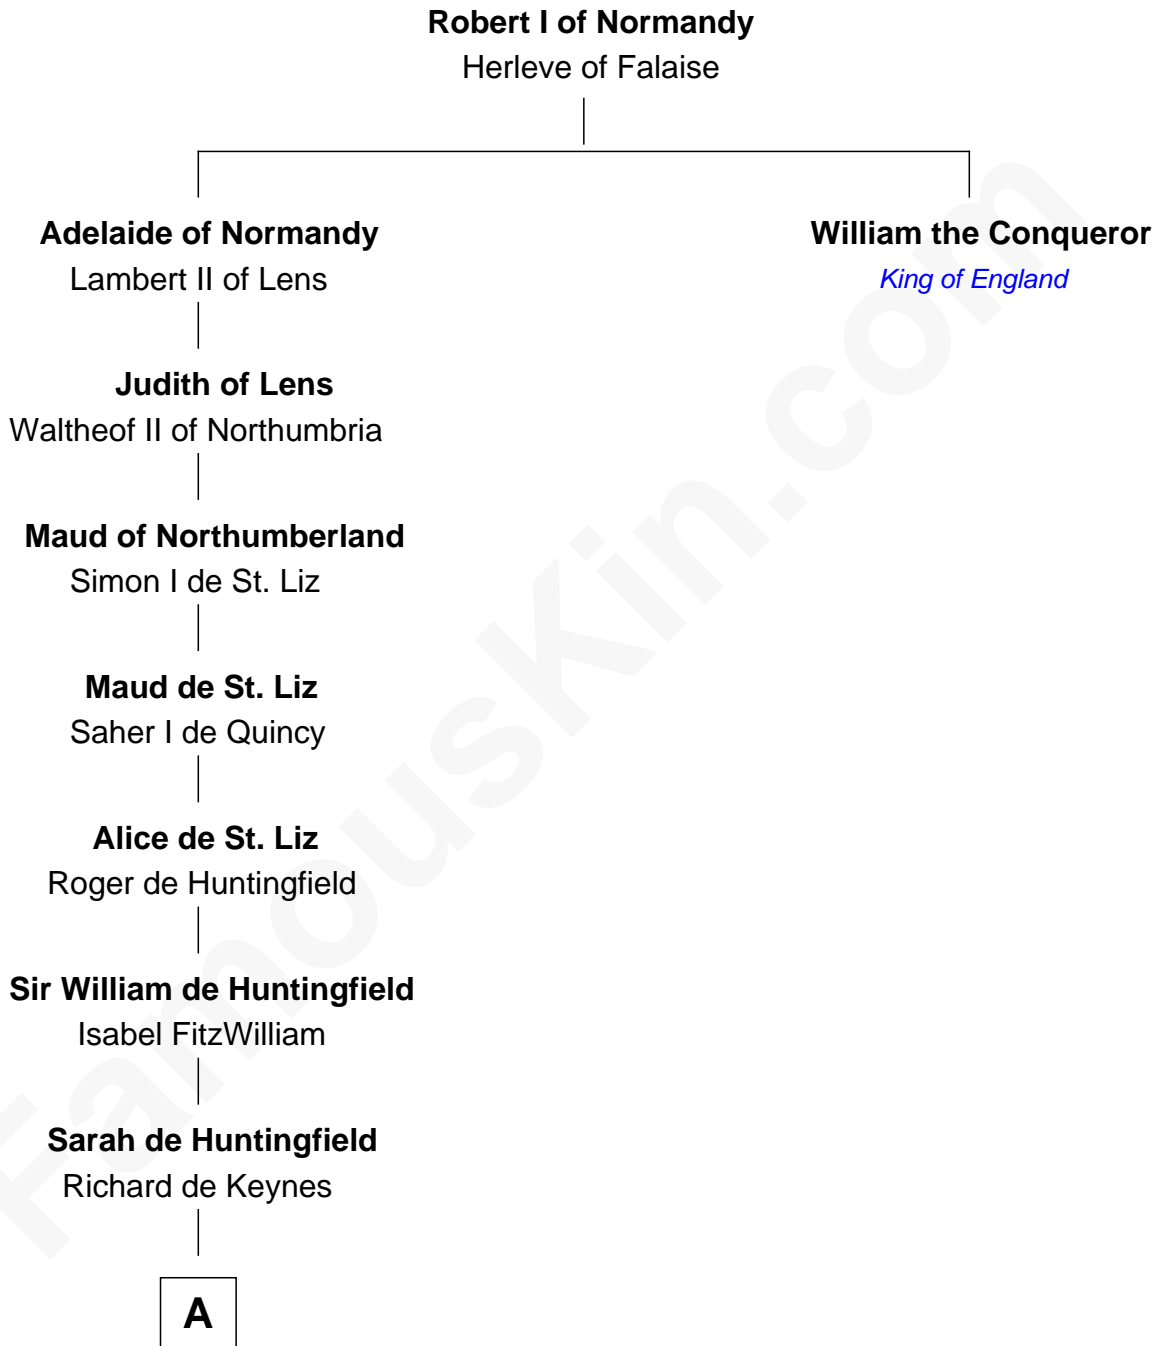 Robert I of Normandy
Herleve of Falaise
Adelaide of Normandy
Lambert II of Lens
William the Conqueror
King of England
Judith of Lens
Waltheof II of Northumbria
Maud of Northumberland
Simon I de St. Liz
Maud de St. Liz
Saher I de Quincy
Alice de St. Liz
Roger de Huntingfield
Sir William de Huntingfield
Isabel FitzWilliam
Sarah de Huntingfield
Richard de Keynes
A
FamousKin.com